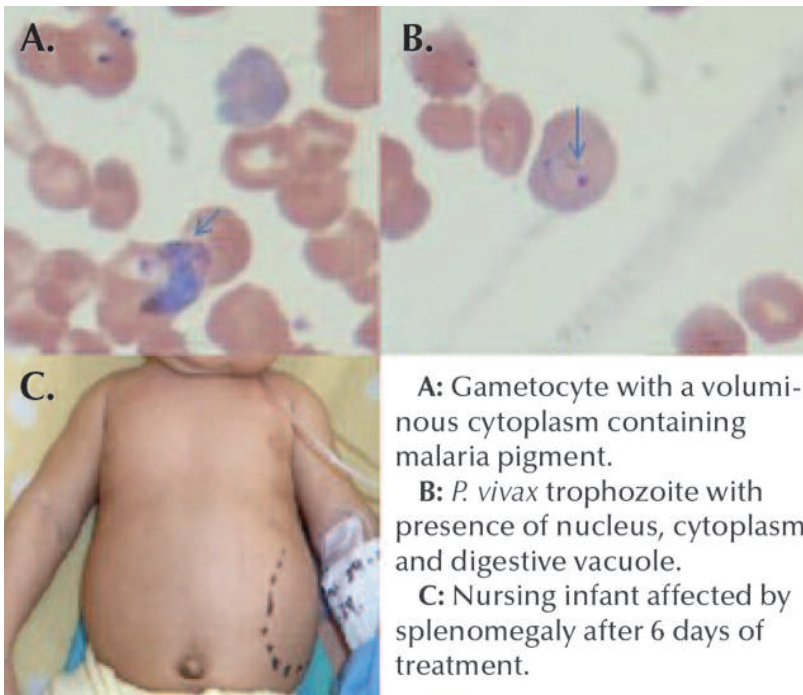 A.
B.
C.
A: Gametocyte with a volumi-
nous cytoplasm containing
malaria pigment.
B: P. vivax trophozoite with
presence of nucleus, cytoplasm
and digestive vacuole.
C: Nursing infant affected by
splenomegaly after 6 days of
treatment.